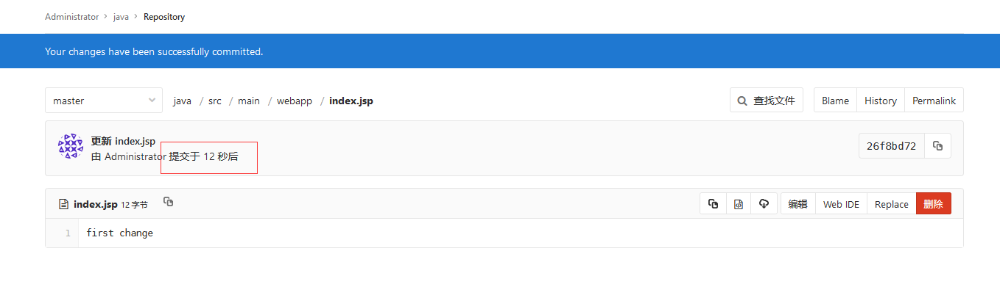 Administrator > java > Repository
Your changes have been successfully committed.
master java / src / main / webapp / index.jsp 查找文件 Blame History Permalink
更新 index.jsp
由 Administrator 提交于 12 秒后 26f8bd72
index.jsp 12 字节 编辑 Web IDE Replace 删除
1 first change